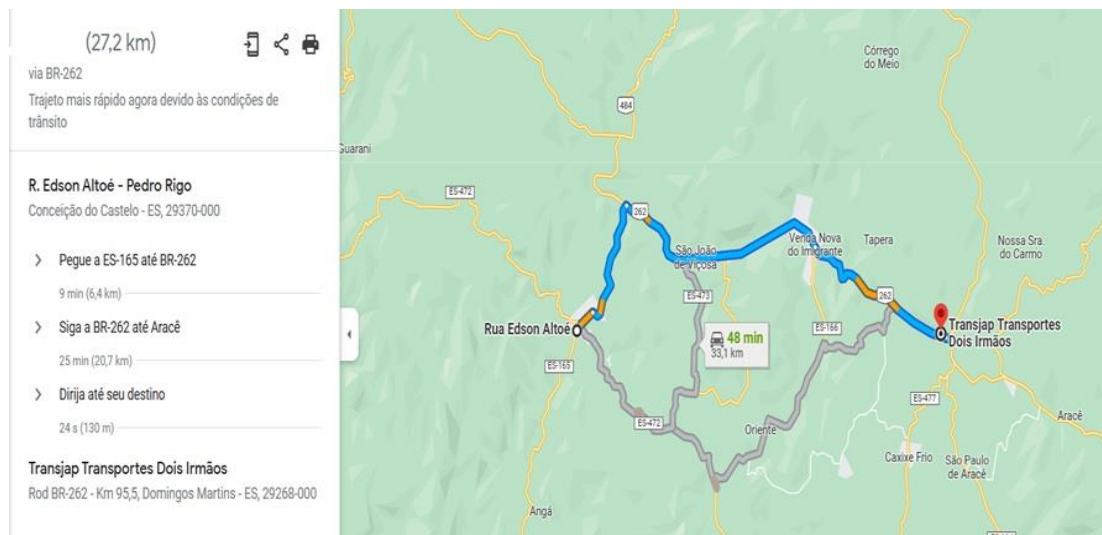 (27,2 km)
via BR-262
Trajeto mais rápido agora devido às condições de
trânsito
R. Edson Altoé - Pedro Rigo
Conceição do Castelo - ES, 29370-000
Pegue a ES-165 até BR-262
9 min (6,4 km)
Siga a BR-262 até Aracê
25 min (20,7 km)
Dirija até seu destino
24 s (130 m)
Transjap Transportes Dois Irmãos
Rod BR-262 - Km 95,5, Domingos Martins - ES, 29268-000
Córrego
do Meio
484
Guarani
ES-472
262
São João
de Viçosa
Venda Nova
do Imigrante
Tapera
Nossa Sra.
do Carmo
ES-473
262
Rua Edson Altoé
48 min
33,1 km
ES-166
Transjap Transportes
Dois Irmãos
ES-165
ES-477
ES-472
Oriente
Aracê
Caxixe Frio
São Paulo
de Aracê
Angá